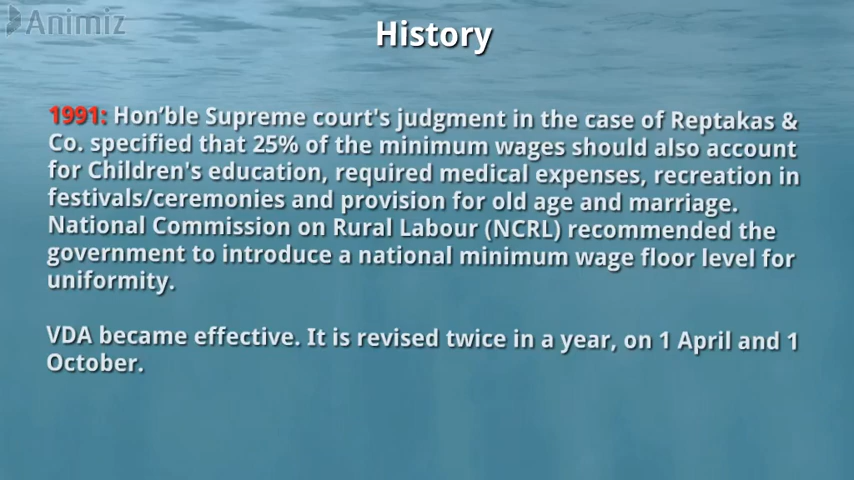 Animiz
History
1991: Hon’ble Supreme court's judgment in the case of Reptakas &
Co. specified that 25% of the minimum wages should also account
for Children's education, required medical expenses, recreation in
festivals/ceremonies and provision for old age and marriage.
National Commission on Rural Labour (NCRL) recommended the
government to introduce a national minimum wage floor level for
uniformity.
VDA became effective. It is revised twice in a year, on 1 April and 1
October.